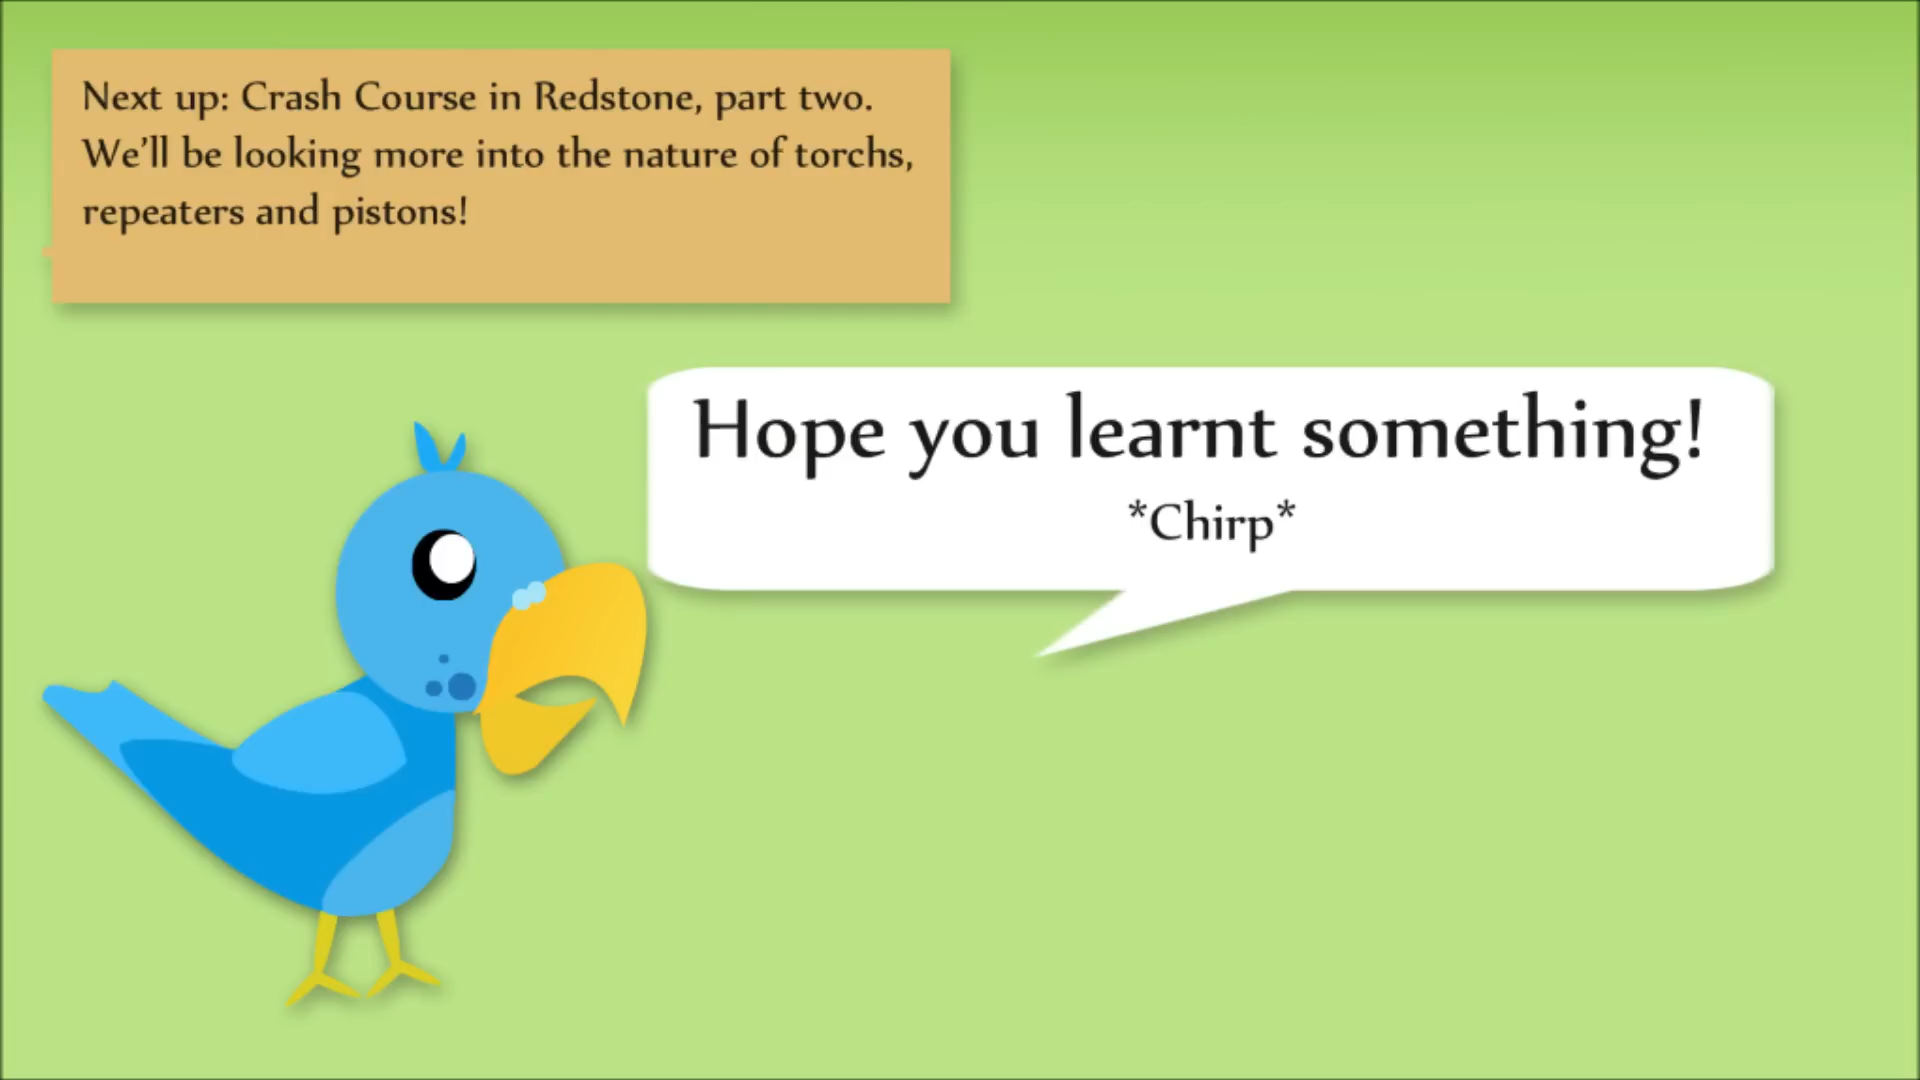 Next up: Crash Course in Redstone, part two.
We'll be looking more into the nature of torchs,
repeaters and pistons!
Hope you learnt something!
*Chirp*